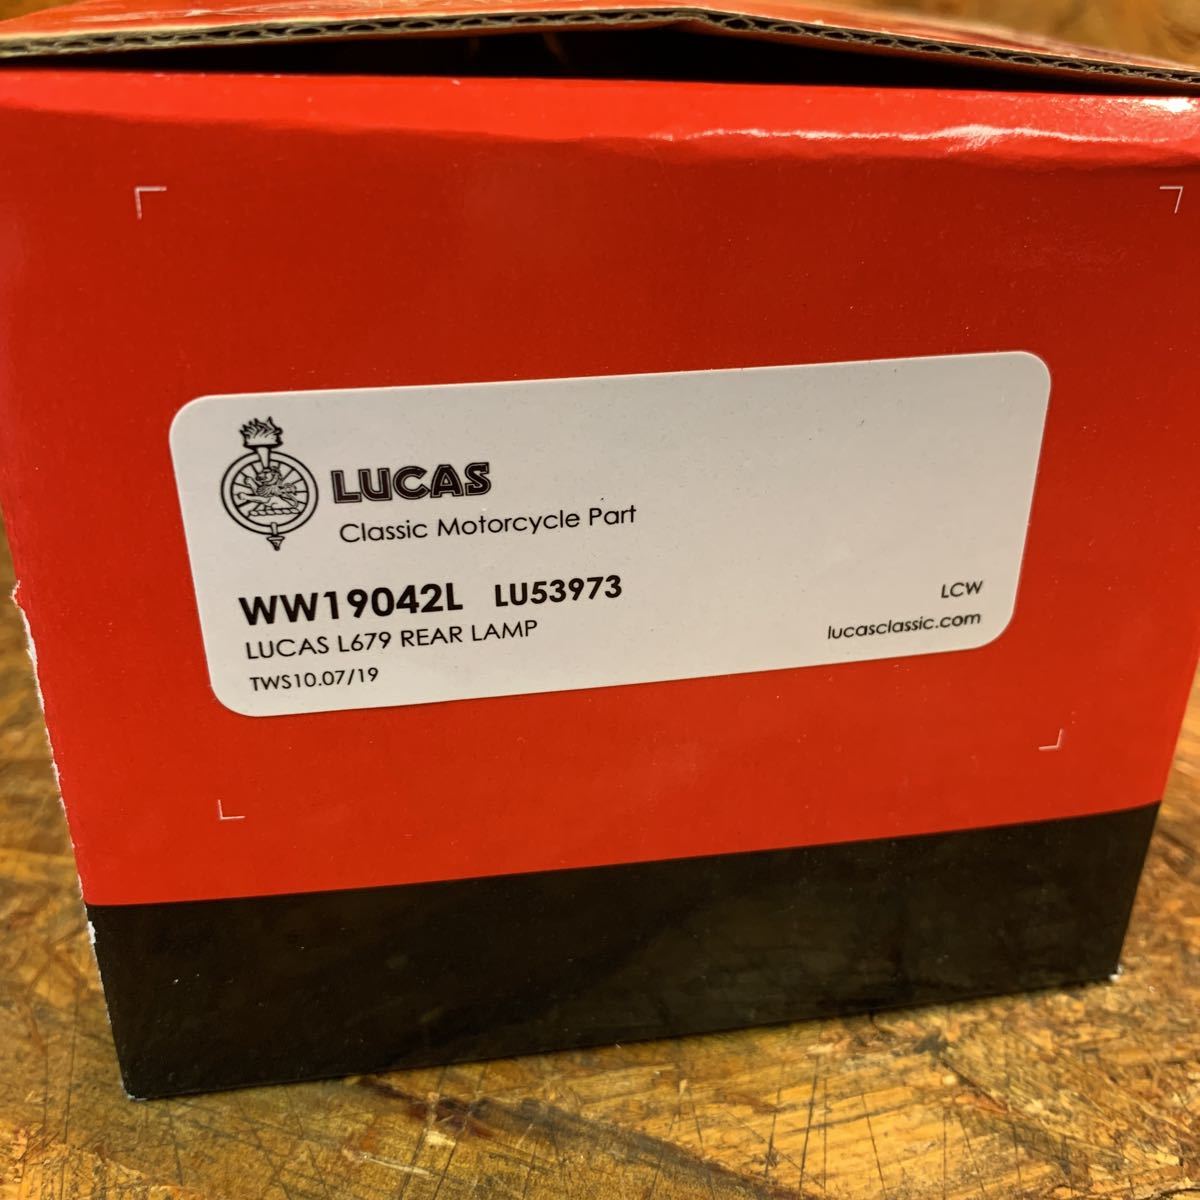 LUCAS
Classic Motorcycle Part
WW19042L LU53973
LUCAS L679 REAR LAMP
TWS10.07/19
LCW
lucasclassic.com